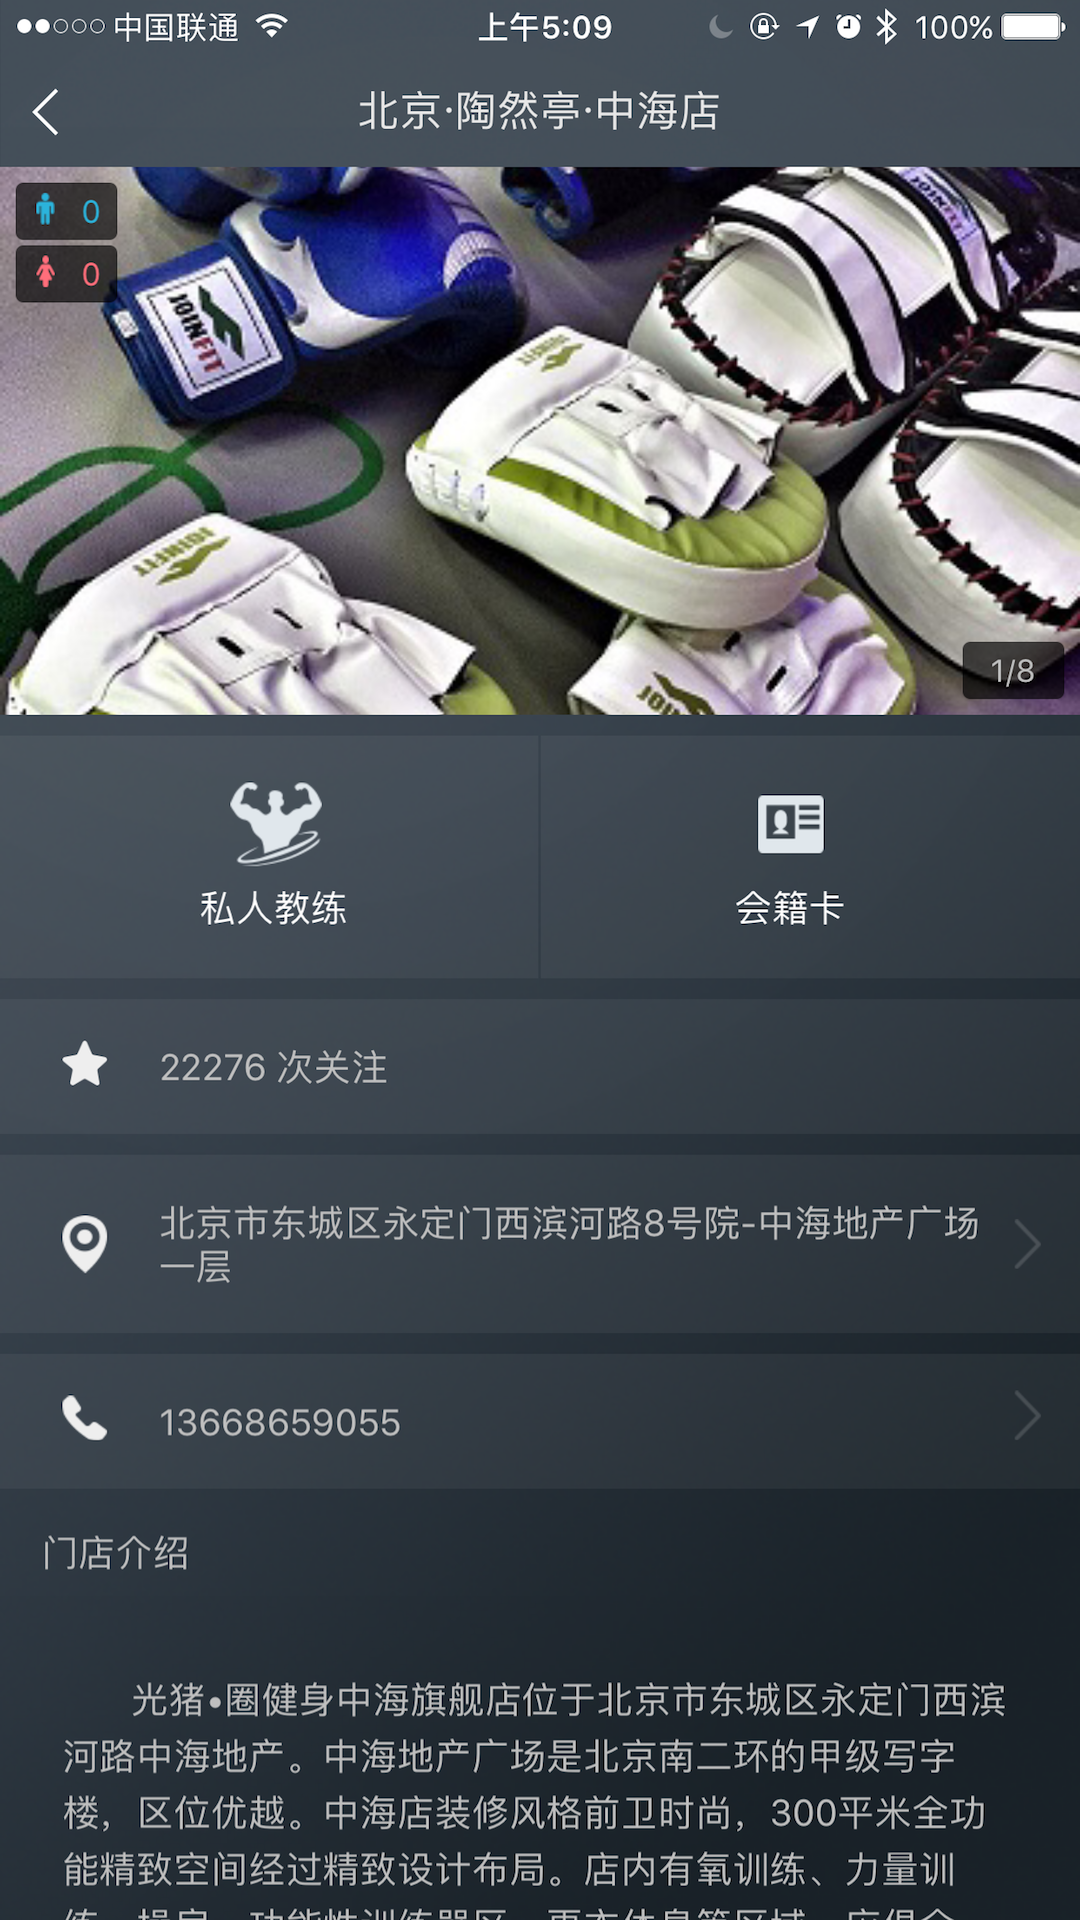 中国联通 上午5:09 100%
北京·陶然亭·中海店
0
0
JOINFIT
JOINFIT
JOINFIT
JOINFIT
1/8
私人教练 会籍卡
22276 次关注
北京市东城区永定门西滨河路8号院-中海地产广场
一层
13668659055
门店介绍
光猪•圈健身中海旗舰店位于北京市东城区永定门西滨
河路中海地产。中海地产广场是北京南二环的甲级写字
楼，区位优越。中海店装修风格前卫时尚，300平米全功
能精致空间经过精致设计布局。店内有氧训练、力量训